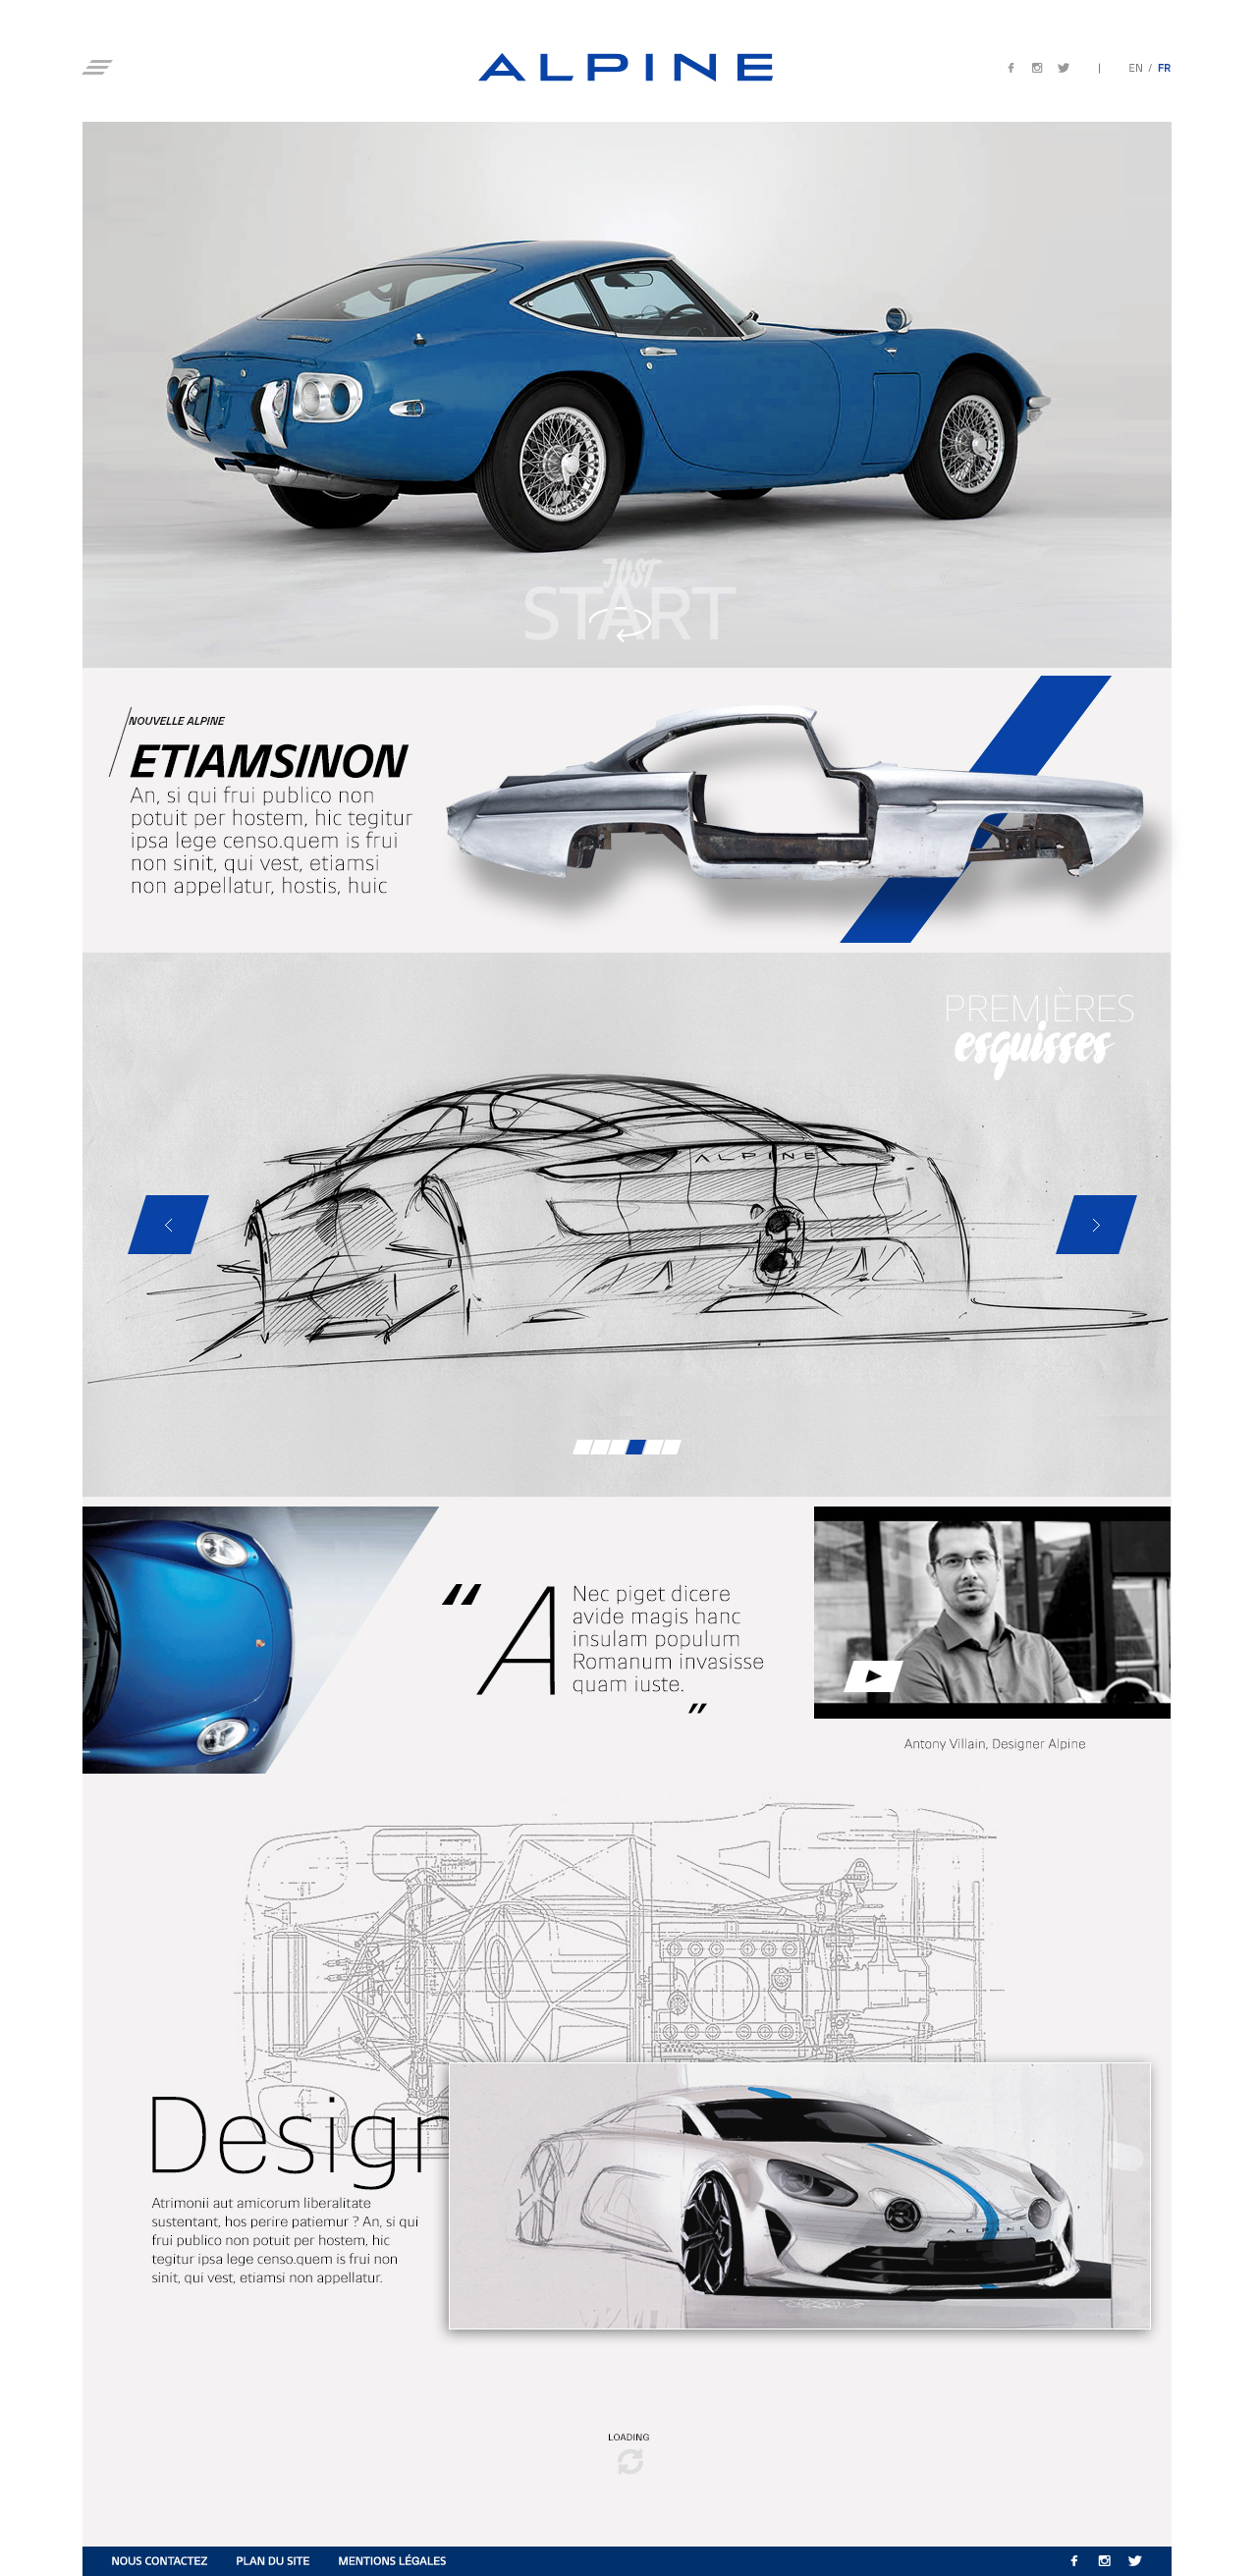 ALPINE
EN / FR
JUST
START
NOUVELLE ALPINE
ETIAMSINON
An, si qui frui publico non
potuit per hostem, hic tegitur
ipsa lege censo.quem is frui
non sinit, qui vest, etiamsi
non appellatur, hostis, huic
PREMIÈRES
esquisses
ALPINE
“A
Nec piget dicere
avide magis hanc
insulam populum
Romanum invasisse
quam iuste.
”
Antony Villain, Designer Alpine
Design
Atrimonii aut amicorum liberalitate
sustentant, hos perire patiemur ? An, si qui
frui publico non potuit per hostem, hic
tegitur ipsa lege censo.quem is frui non
sinit, qui vest, etiamsi non appellatur.
ALPINE
LOADING
NOUS CONTACTEZ PLAN DU SITE MENTIONS LÉGALES